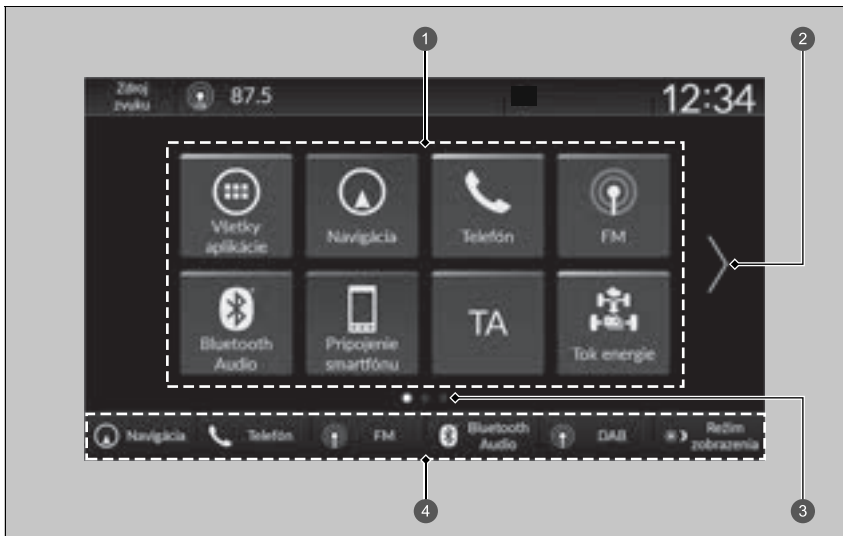 1
2
Zdroj
zvuku
87.5
12:34
Všetky
aplikácie
Navigácia
Telefón
FM
Bluetooth
Audio
Pripojenie
smartfónu
TA
Tok energie
Navigácia
Telefón
FM
Bluetooth
Audio
DAB
Režim
zobrazenia
4
3